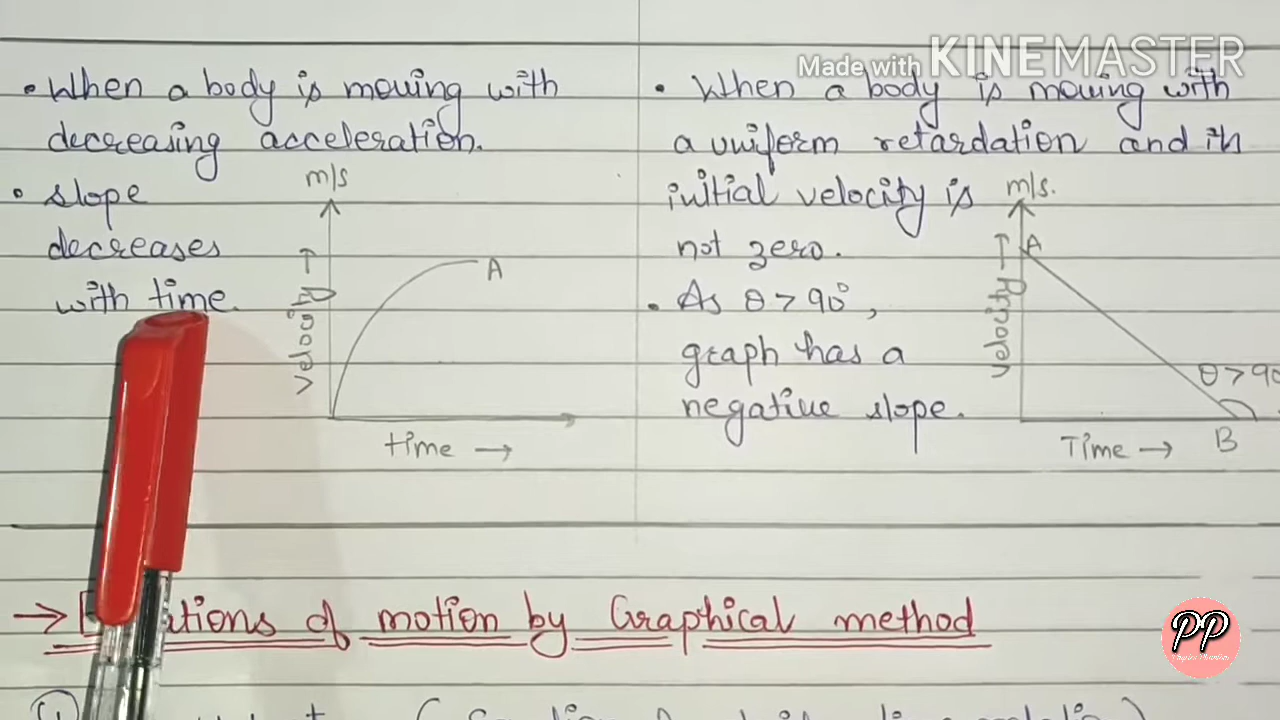 Made with KINEMASTER
• When a body is moving with
decreasing acceleration.
• slope
decreases
with time.
m/s
velocity →
A
time →
• When a body is moving with
a uniform retardation and in
initial velocity is
not zero.
• As θ > 90°,
graph has a
negative slope.
m/s.
velocity →
A
θ > 90
Time →
B
→ of motion by Graphical method
PP